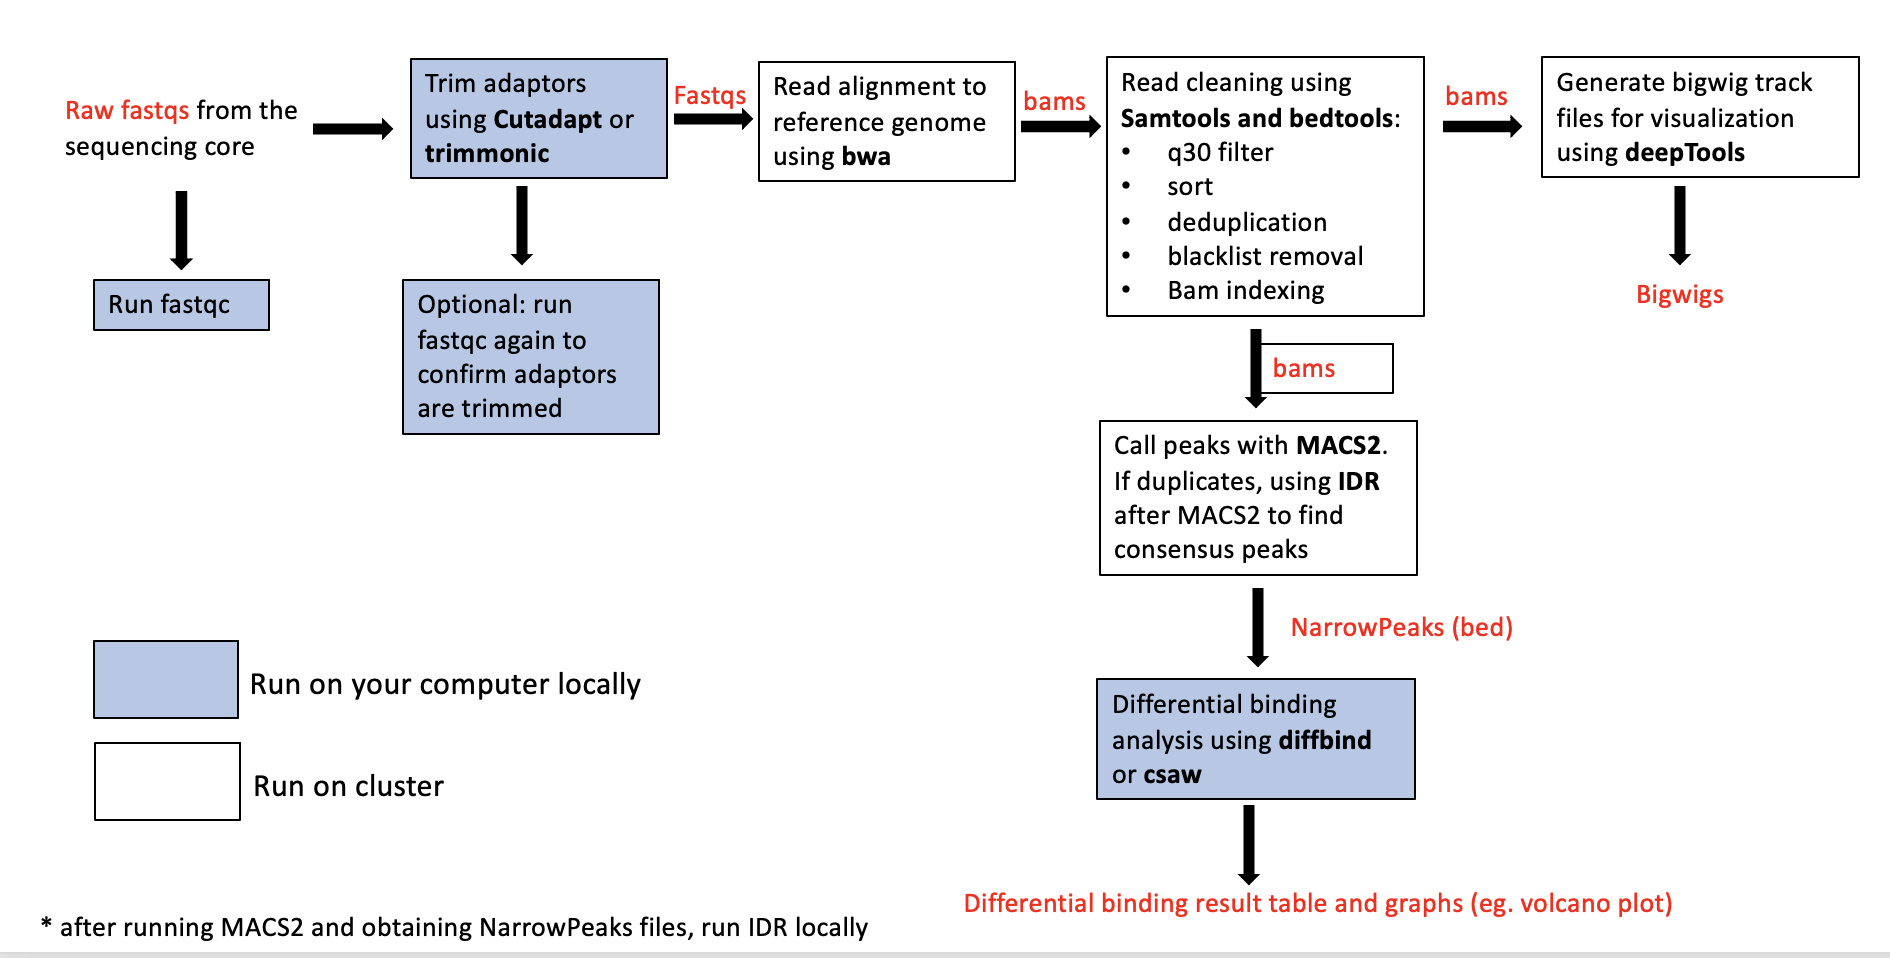 Raw fastqs from the
sequencing core
Run fastqc
Trim adaptors
using Cutadapt or
trimmonic
Optional: run
fastqc again to
confirm adaptors
are trimmed
Fastqs
Read alignment to
reference genome
using bwa
bams
Read cleaning using
Samtools and bedtools:
• q30 filter
• sort
• deduplication
• blacklist removal
• Bam indexing
bams
Generate bigwig track
files for visualization
using deepTools
Bigwigs
bams
Call peaks with MACS2.
If duplicates, using IDR
after MACS2 to find
consensus peaks
NarrowPeaks (bed)
Differential binding
analysis using diffbind
or csaw
Differential binding result table and graphs (eg. volcano plot)
Run on your computer locally
Run on cluster
* after running MACS2 and obtaining NarrowPeaks files, run IDR locally